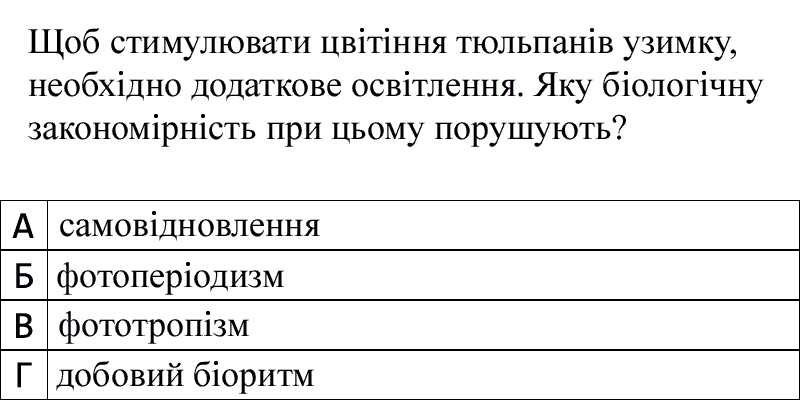 Щоб стимулювати цвітіння тюльпанів узимку,
необхідно додаткове освітлення. Яку біологічну
закономірність при цьому порушують?
А самовідновлення
Б фотоперіодизм
В фототропізм
Г добовий біоритм